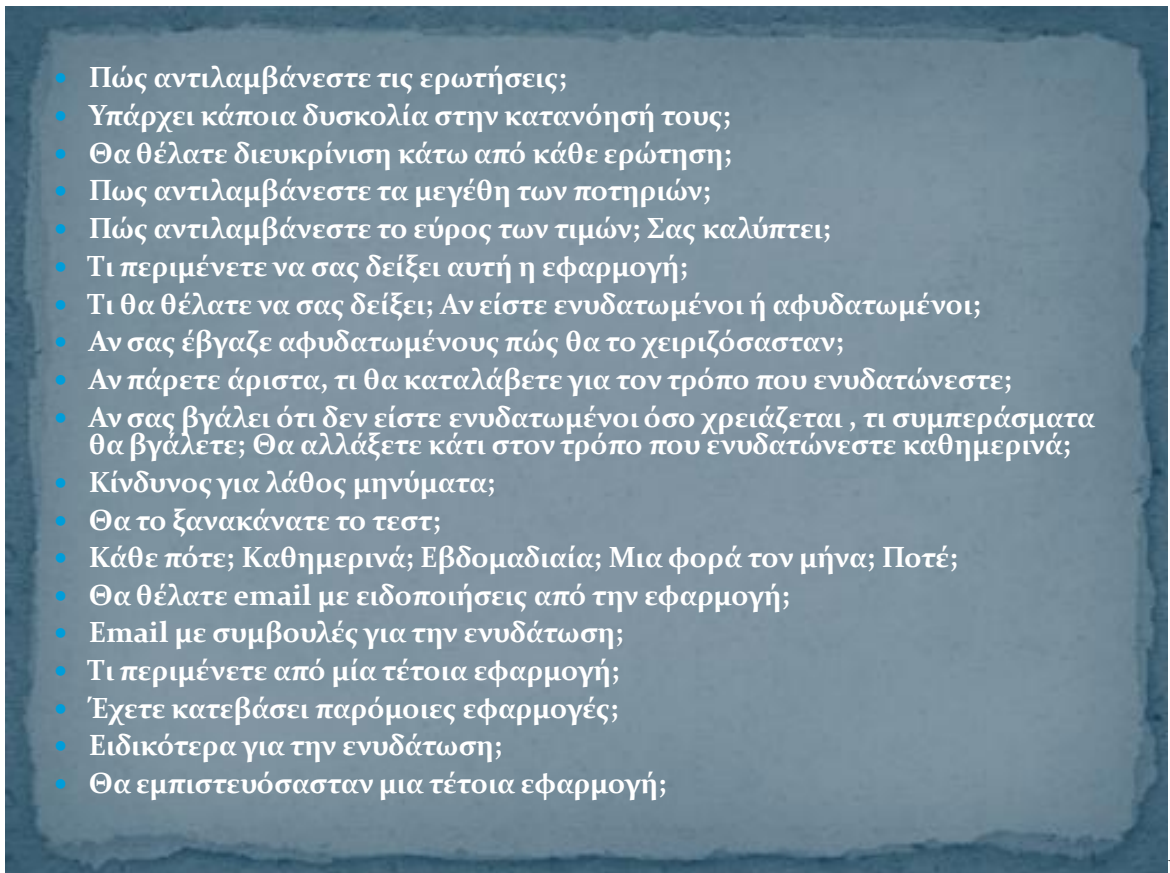 • Πώς αντιλαμβάνεστε τις ερωτήσεις;
• Υπάρχει κάποια δυσκολία στην κατανόησή τους;
• Θα θέλατε διευκρίνιση κάτω από κάθε ερώτηση;
• Πως αντιλαμβάνεστε τα μεγέθη των ποτηριών;
• Πώς αντιλαμβάνεστε το εύρος των τιμών; Σας καλύπτει;
• Τι περιμένετε να σας δείξει αυτή η εφαρμογή;
• Τι θα θέλατε να σας δείξει; Αν είστε ενυδατωμένοι ή αφυδατωμένοι;
• Αν σας έβγαζε αφυδατωμένους πώς θα το χειριζόσασταν;
• Αν πάρετε άριστα, τι θα καταλάβετε για τον τρόπο που ενυδατώνεστε;
• Αν σας βγάλει ότι δεν είστε ενυδατωμένοι όσο χρειάζεται , τι συμπεράσματα
θα βγάλετε; Θα αλλάξετε κάτι στον τρόπο που ενυδατώνεστε καθημερινά;
• Κίνδυνος για λάθος μηνύματα;
• Θα το ξανακάνατε το τεστ;
• Κάθε πότε; Καθημερινά; Εβδομαδιαία; Μια φορά τον μήνα; Ποτέ;
• Θα θέλατε email με ειδοποιήσεις από την εφαρμογή;
• Email με συμβουλές για την ενυδάτωση;
• Τι περιμένετε από μία τέτοια εφαρμογή;
• Έχετε κατεβάσει παρόμοιες εφαρμογές;
• Ειδικότερα για την ενυδάτωση;
• Θα εμπιστευόσασταν μια τέτοια εφαρμογή;